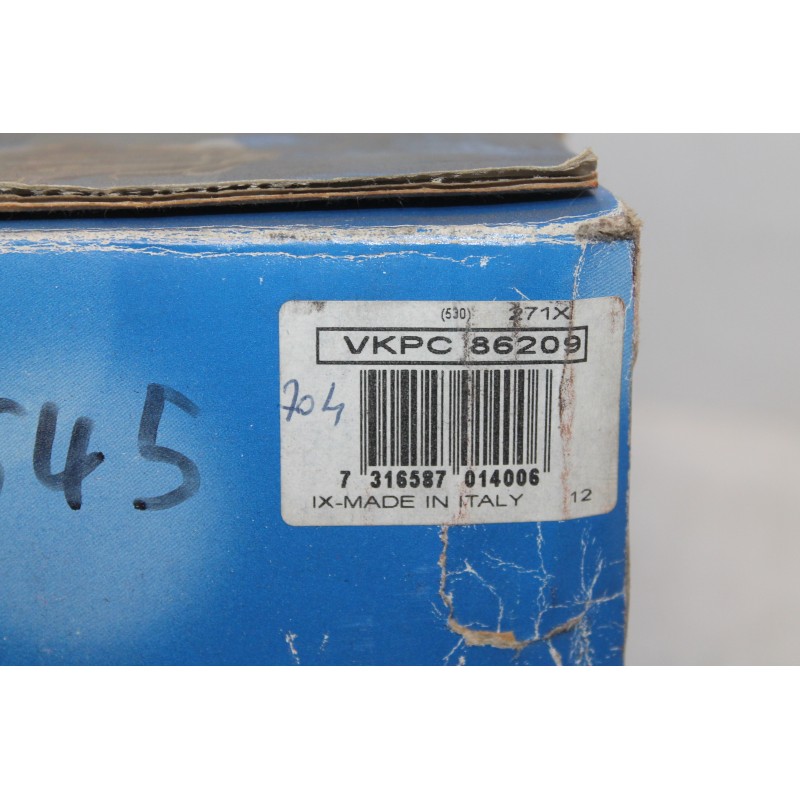 (530) 271X
VKPC 86209
704
7 316587 014006
IX-MADE IN ITALY 12
545